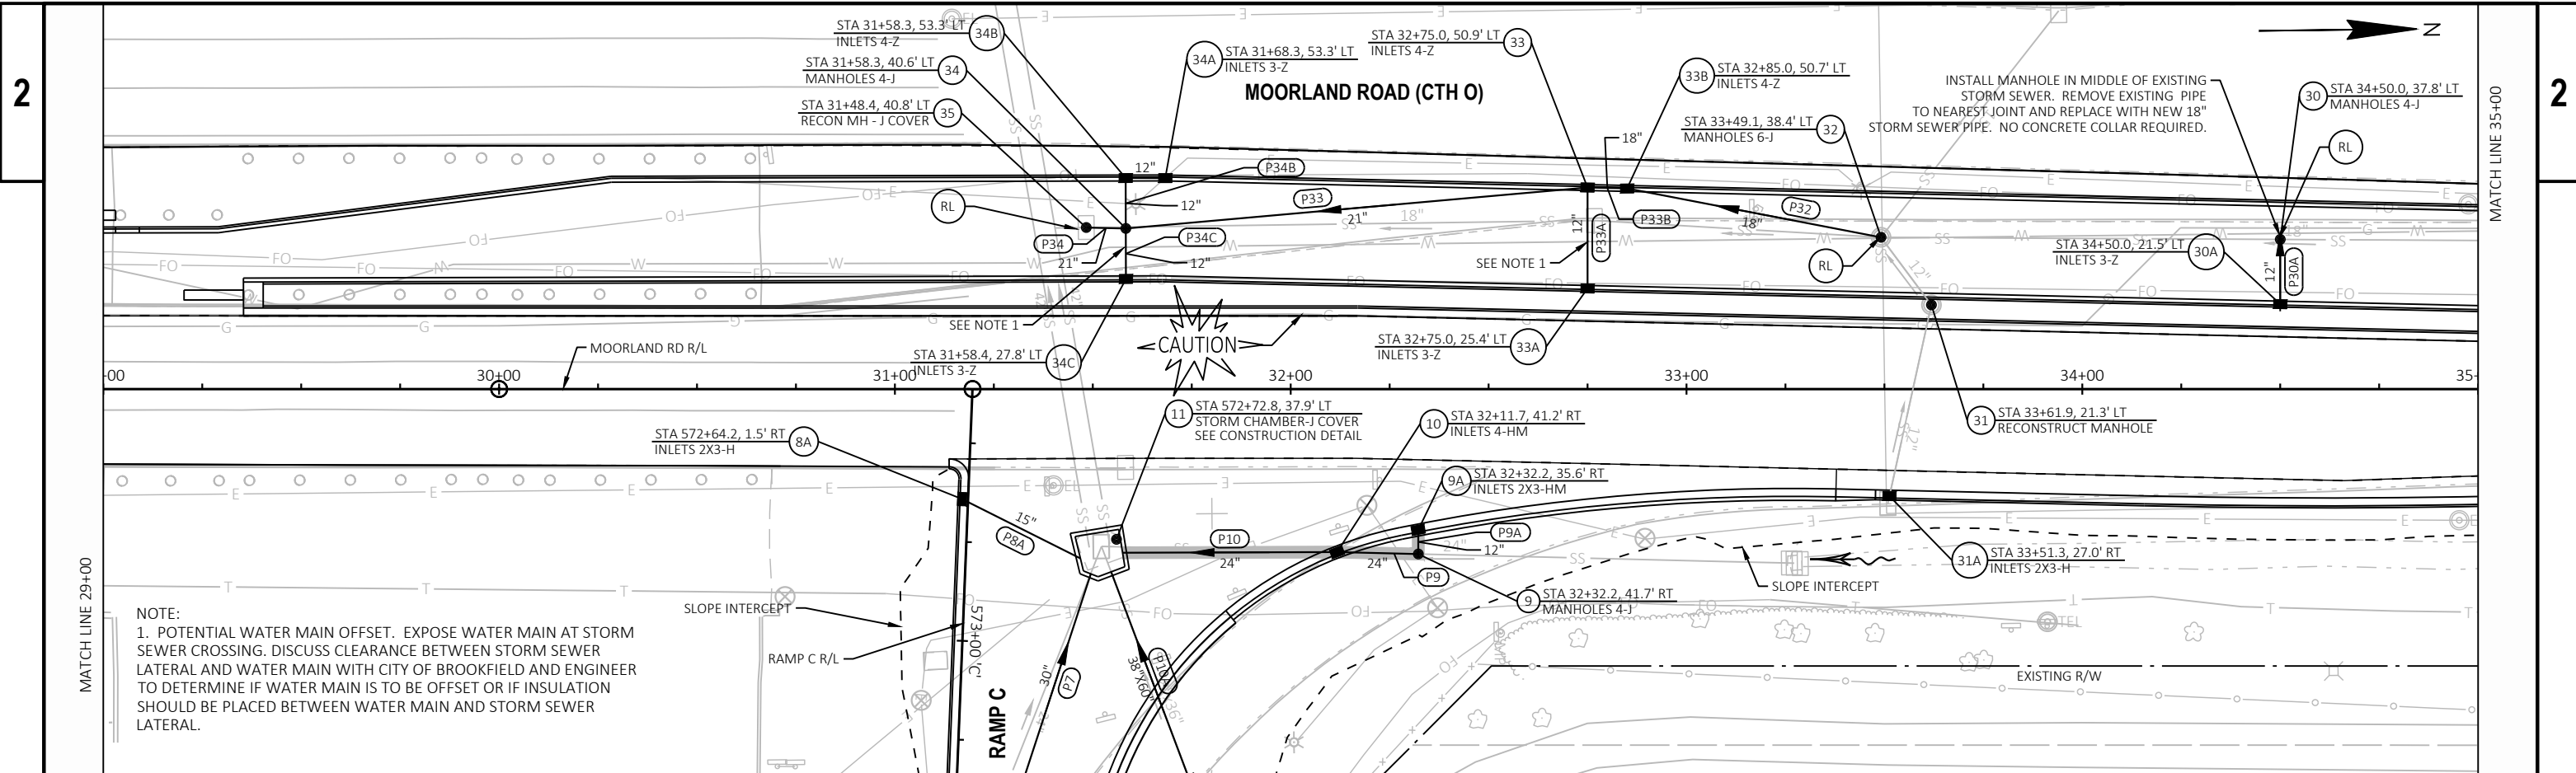 2
2
MATCH LINE 29+00
MATCH LINE 35+00
N
STA 31+58.3, 53.3' LT
INLETS 4-Z
34B
STA 31+58.3, 40.6' LT
MANHOLES 4-J
34
STA 31+48.4, 40.8' LT
RECON MH - J COVER
35
34A
STA 31+68.3, 53.3' LT
INLETS 3-Z
MOORLAND ROAD (CTH O)
STA 32+75.0, 50.9' LT
INLETS 4-Z
33
33B
STA 32+85.0, 50.7' LT
INLETS 4-Z
STA 33+49.1, 38.4' LT
MANHOLES 6-J
32
INSTALL MANHOLE IN MIDDLE OF EXISTING
STORM SEWER. REMOVE EXISTING PIPE
TO NEAREST JOINT AND REPLACE WITH NEW 18"
STORM SEWER PIPE. NO CONCRETE COLLAR REQUIRED.
30
STA 34+50.0, 37.8' LT
MANHOLES 4-J
RL
18"
12"
P34B
12"
RL
P34
21"
P34C
12"
P33
21"
18"
12"
P33A
P33B
P32
18"
RL
12"
SEE NOTE 1
SEE NOTE 1
STA 34+50.0, 21.5' LT
INLETS 3-Z
30A
12"
P30A
18"
CAUTION
STA 31+58.4, 27.8' LT
INLETS 3-Z
34C
STA 32+75.0, 25.4' LT
INLETS 3-Z
33A
MOORLAND RD R/L
-00
30+00
31+00
32+00
33+00
34+00
35-
STA 572+64.2, 1.5' RT
INLETS 2X3-H
8A
11
STA 572+72.8, 37.9' LT
STORM CHAMBER-J COVER
SEE CONSTRUCTION DETAIL
10
STA 32+11.7, 41.2' RT
INLETS 4-HM
9A
STA 32+32.2, 35.6' RT
INLETS 2X3-HM
31
STA 33+61.9, 21.3' LT
RECONSTRUCT MANHOLE
12"
15"
P8A
P10
24"
24"
P9A
12"
24"
P9
9
STA 32+32.2, 41.7' RT
MANHOLES 4-J
31A
STA 33+51.3, 27.0' RT
INLETS 2X3-H
SLOPE INTERCEPT
SLOPE INTERCEPT
RAMP C R/L
573+00 'C'
RAMP C
30"
P7
38"X60"
36"
EXISTING R/W
NOTE:
1. POTENTIAL WATER MAIN OFFSET. EXPOSE WATER MAIN AT STORM
SEWER CROSSING. DISCUSS CLEARANCE BETWEEN STORM SEWER
LATERAL AND WATER MAIN WITH CITY OF BROOKFIELD AND ENGINEER
TO DETERMINE IF WATER MAIN IS TO BE OFFSET OR IF INSULATION
SHOULD BE PLACED BETWEEN WATER MAIN AND STORM SEWER
LATERAL.